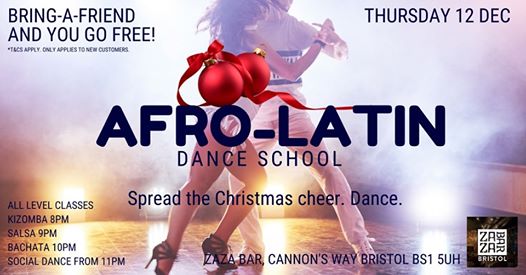 BRING-A-FRIEND
AND YOU GO FREE!
*T&CS APPLY. ONLY APPLIES TO NEW CUSTOMERS.
THURSDAY 12 DEC
AFRO-LATIN
DANCE SCHOOL
Spread the Christmas cheer. Dance.
ALL LEVEL CLASSES
KIZOMBA 8PM
SALSA 9PM
BACHATA 10PM
SOCIAL DANCE FROM 11PM
ZAZA BAR, CANNON'S WAY BRISTOL BS1 5UH
ZA
ZA
BAR
BRISTOL